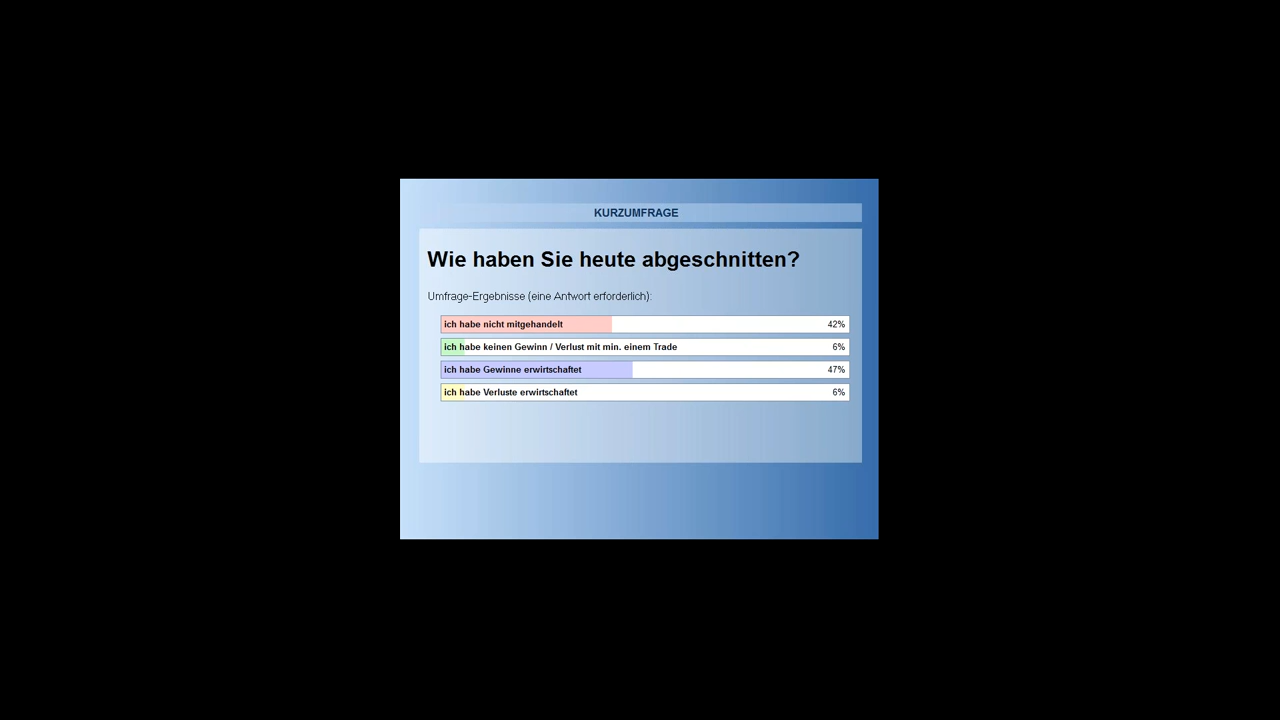 KURZUMFRAGE
Wie haben Sie heute abgeschnitten?
Umfrage-Ergebnisse (eine Antwort erforderlich):
ich habe nicht mitgehandelt 42%
ich habe keinen Gewinn / Verlust mit min. einem Trade 6%
ich habe Gewinne erwirtschaftet 47%
ich habe Verluste erwirtschaftet 6%